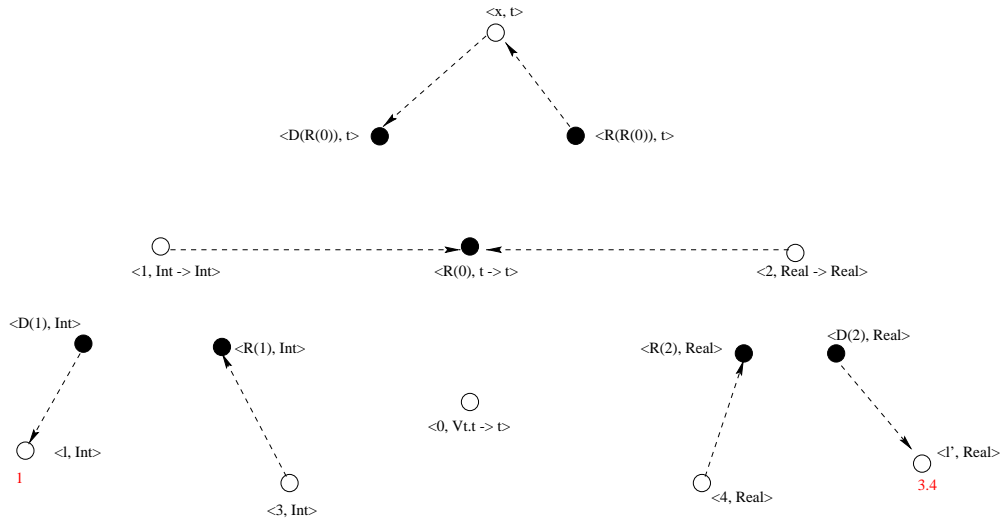 <x, t>
<D(R(0)), t>
<R(R(0)), t>
<1, Int -> Int>
<R(0), t -> t>
<2, Real -> Real>
<D(1), Int>
<R(1), Int>
<R(2), Real>
<D(2), Real>
<0, Vt.t -> t>
<l, Int>
<l', Real>
1
3.4
<3, Int>
<4, Real>